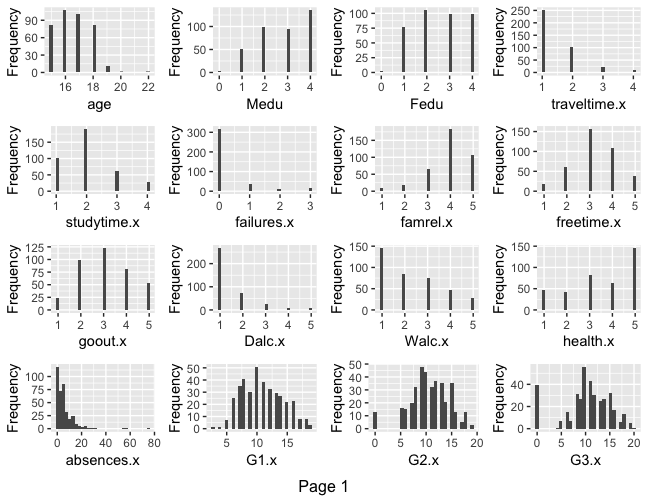 Frequency
90
60
30
0
16 18 20 22
age
Frequency
100
50
0
0 1 2 3 4
Medu
Frequency
100
75
50
25
0
0 1 2 3 4
Fedu
Frequency
250
200
150
100
50
0
1 2 3 4
traveltime.x
Frequency
150
100
50
0
1 2 3 4
studytime.x
Frequency
300
200
100
0
0 1 2 3
failures.x
Frequency
150
100
50
0
1 2 3 4 5
famrel.x
Frequency
150
100
50
0
1 2 3 4 5
freetime.x
Frequency
125
100
75
50
25
0
1 2 3 4 5
goout.x
Frequency
200
100
0
1 2 3 4 5
Dalc.x
Frequency
150
100
50
0
1 2 3 4 5
Walc.x
Frequency
150
100
50
0
1 2 3 4 5
health.x
Frequency
100
75
50
25
0
0 20 40 60 80
absences.x
Frequency
50
40
30
20
10
0
5 10 15
G1.x
Frequency
50
40
30
20
10
0
0 5 10 15 20
G2.x
Frequency
40
20
0
0 5 10 15 20
G3.x
Page 1